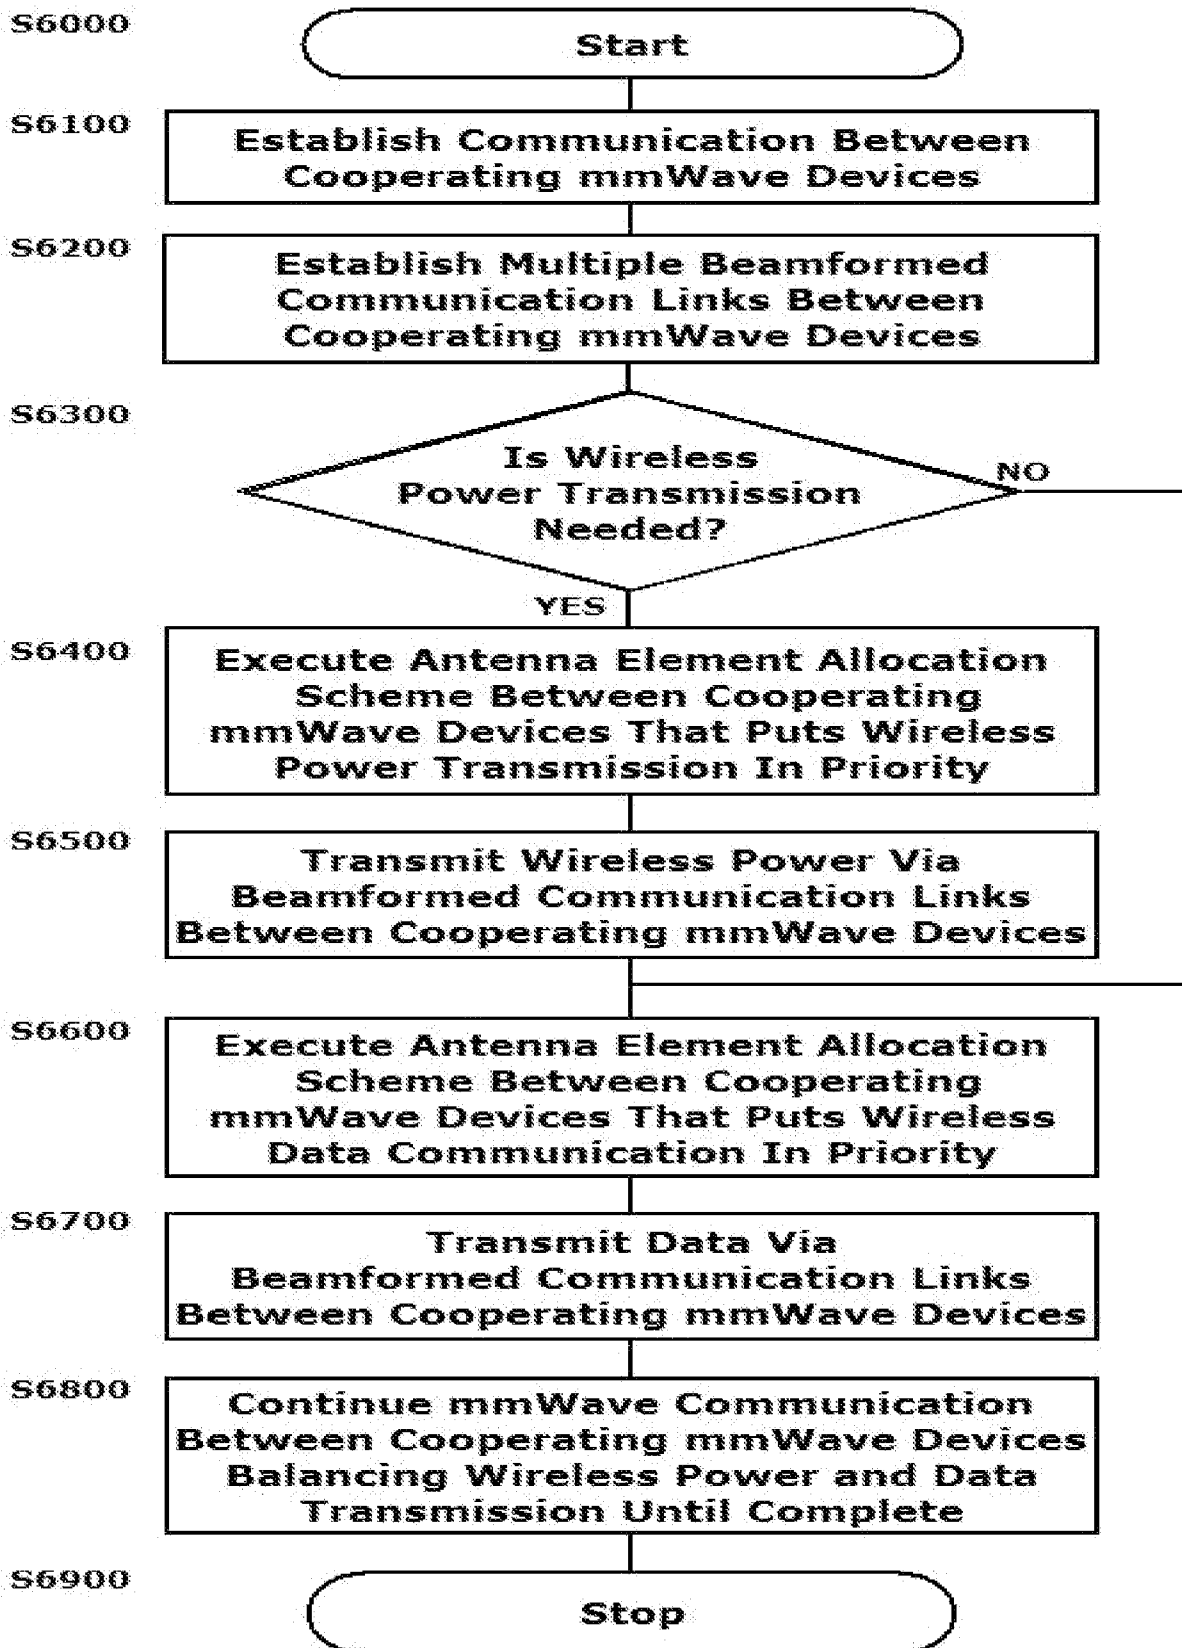 S6000
Start
S6100
Establish Communication Between
Cooperating mmWave Devices
S6200
Establish Multiple Beamformed
Communication Links Between
Cooperating mmWave Devices
S6300
Is Wireless
Power Transmission
Needed?
NO
YES
S6400
Execute Antenna Element Allocation
Scheme Between Cooperating
mmWave Devices That Puts Wireless
Power Transmission In Priority
S6500
Transmit Wireless Power Via
Beamformed Communication Links
Between Cooperating mmWave Devices
S6600
Execute Antenna Element Allocation
Scheme Between Cooperating
mmWave Devices That Puts Wireless
Data Communication In Priority
S6700
Transmit Data Via
Beamformed Communication Links
Between Cooperating mmWave Devices
S6800
Continue mmWave Communication
Between Cooperating mmWave Devices
Balancing Wireless Power and Data
Transmission Until Complete
S6900
Stop